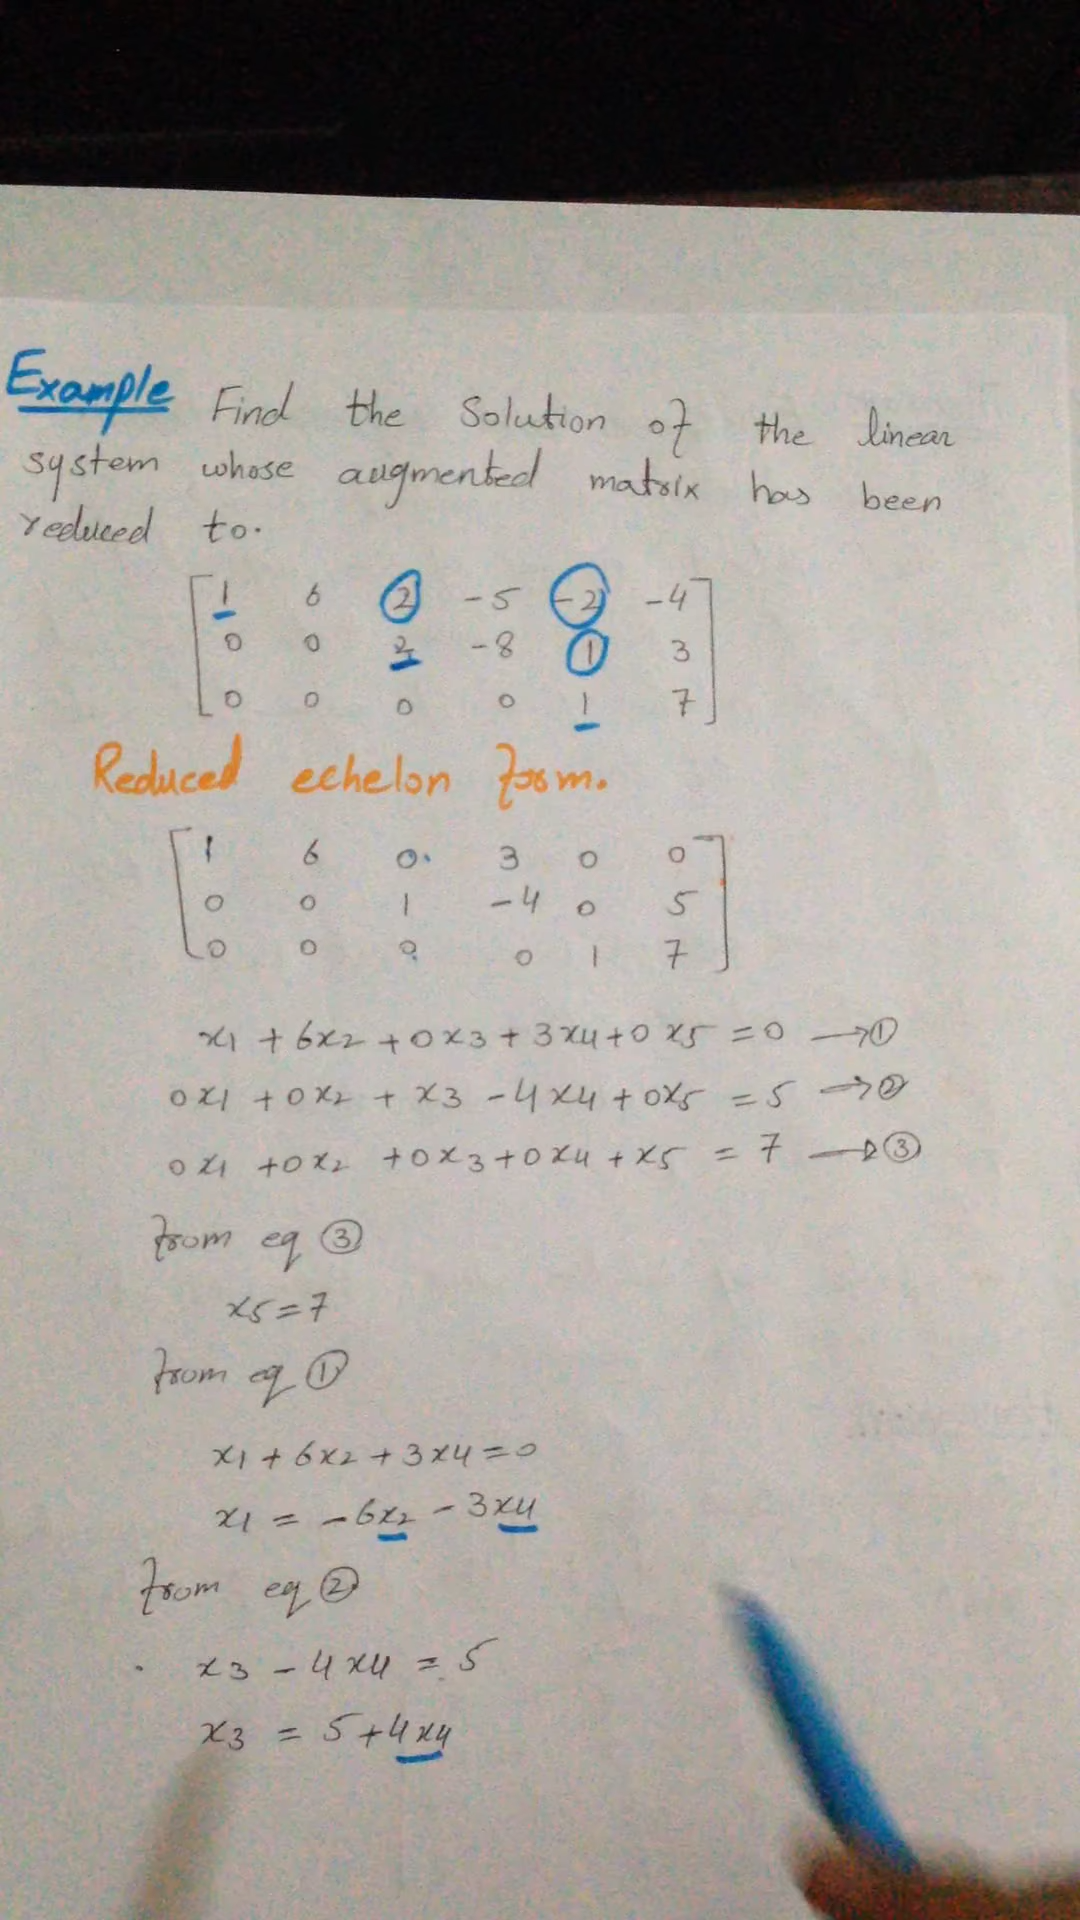 Example Find the Solution of the linear
system whose augmented matrix has been
reduced to.
1 6 2 -5 -2 -4
0 0 2 -8 1 3
0 0 0 0 1 7
Reduced echelon form.
1 6 0. 3 0 0
0 0 1 -4 0 5
0 0 0 0 1 7
x1 + 6x2 + 0x3 + 3x4 + 0x5 = 0 → ①
0x1 + 0x2 + x3 - 4x4 + 0x5 = 5 → ②
0x1 + 0x2 + 0x3 + 0x4 + x5 = 7 → ③
from eq ③
x5 = 7
from eq ①
x1 + 6x2 + 3x4 = 0
x1 = -6x2 - 3x4
from eq ②
x3 - 4x4 = 5
x3 = 5 + 4x4